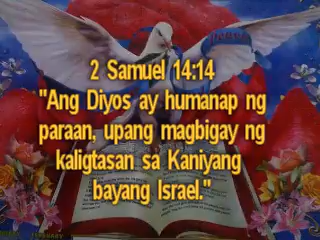 2 Samuel 14:14
"Ang Diyos ay humanap ng
paraan, upang magbigay ng
kaligtasan sa Kaniyang
bayang Israel."